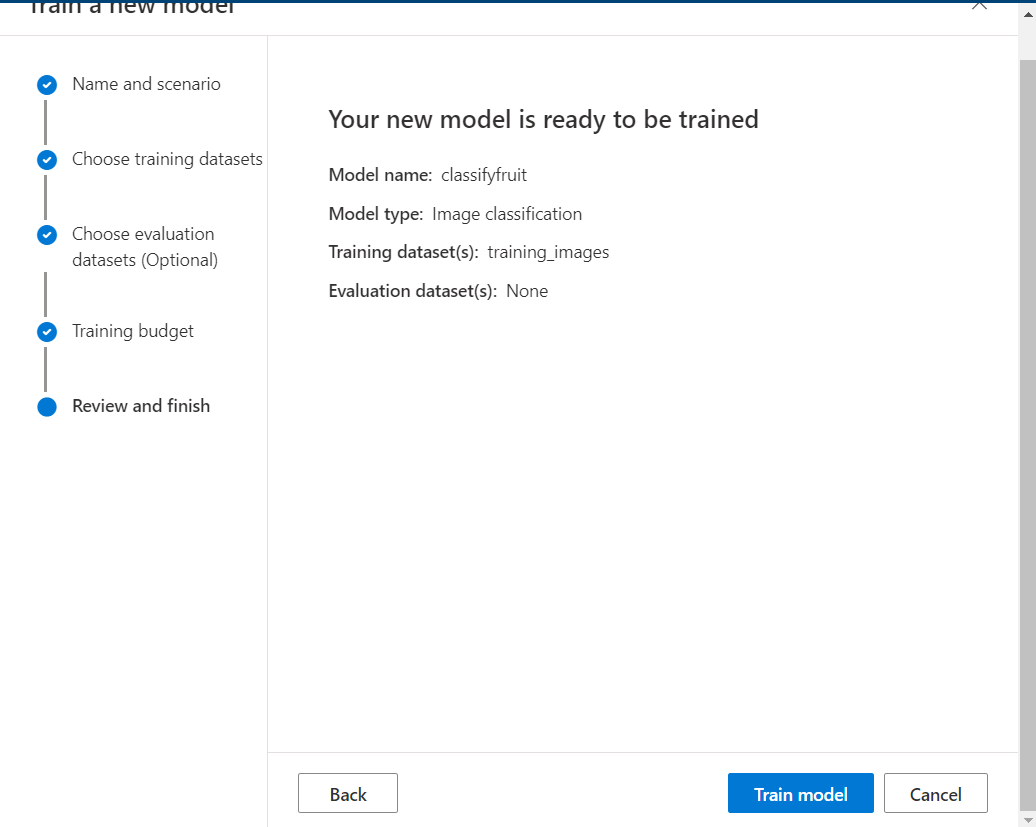 Train a new model
Name and scenario
Choose training datasets
Choose evaluation
datasets (Optional)
Training budget
Review and finish
Your new model is ready to be trained
Model name: classifyfruit
Model type: Image classification
Training dataset(s): training_images
Evaluation dataset(s): None
Back
Train model
Cancel